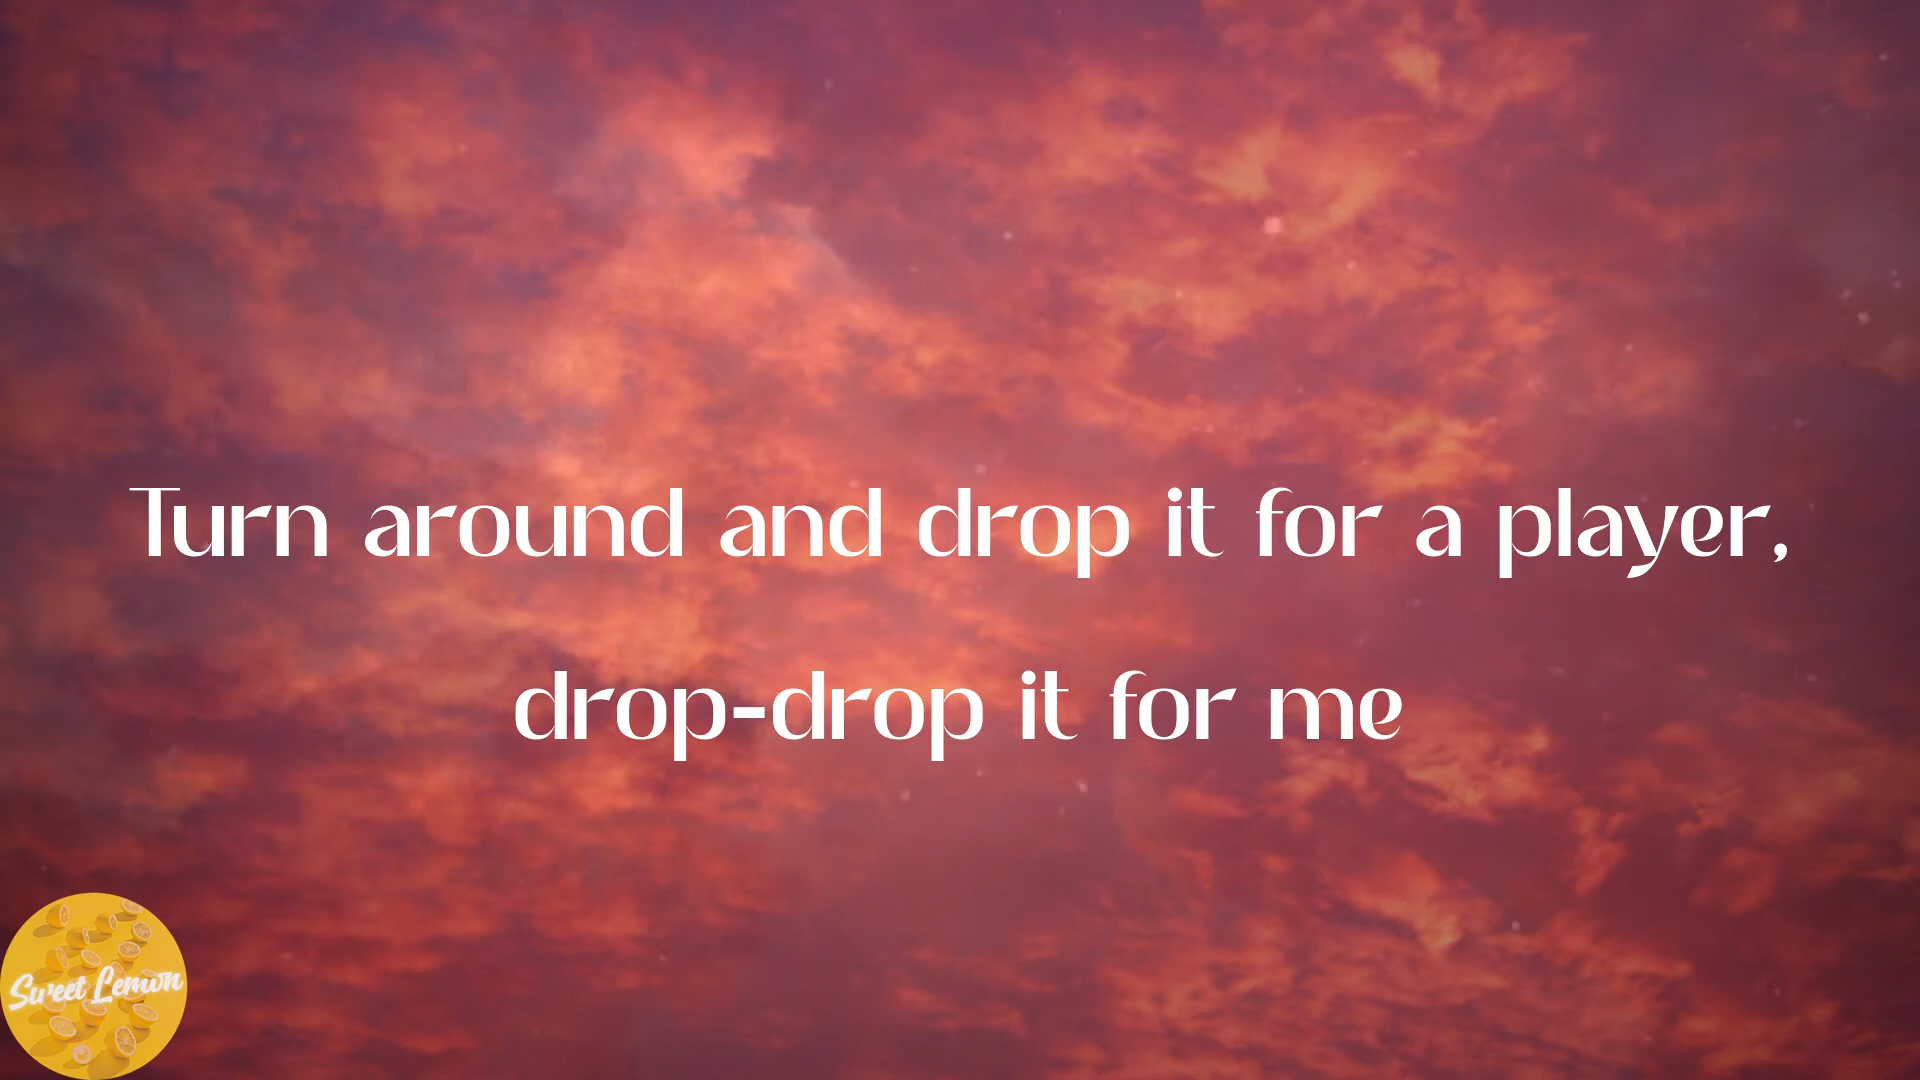 Turn around and drop it for a player,
drop-drop it for me
Sweet Lemon